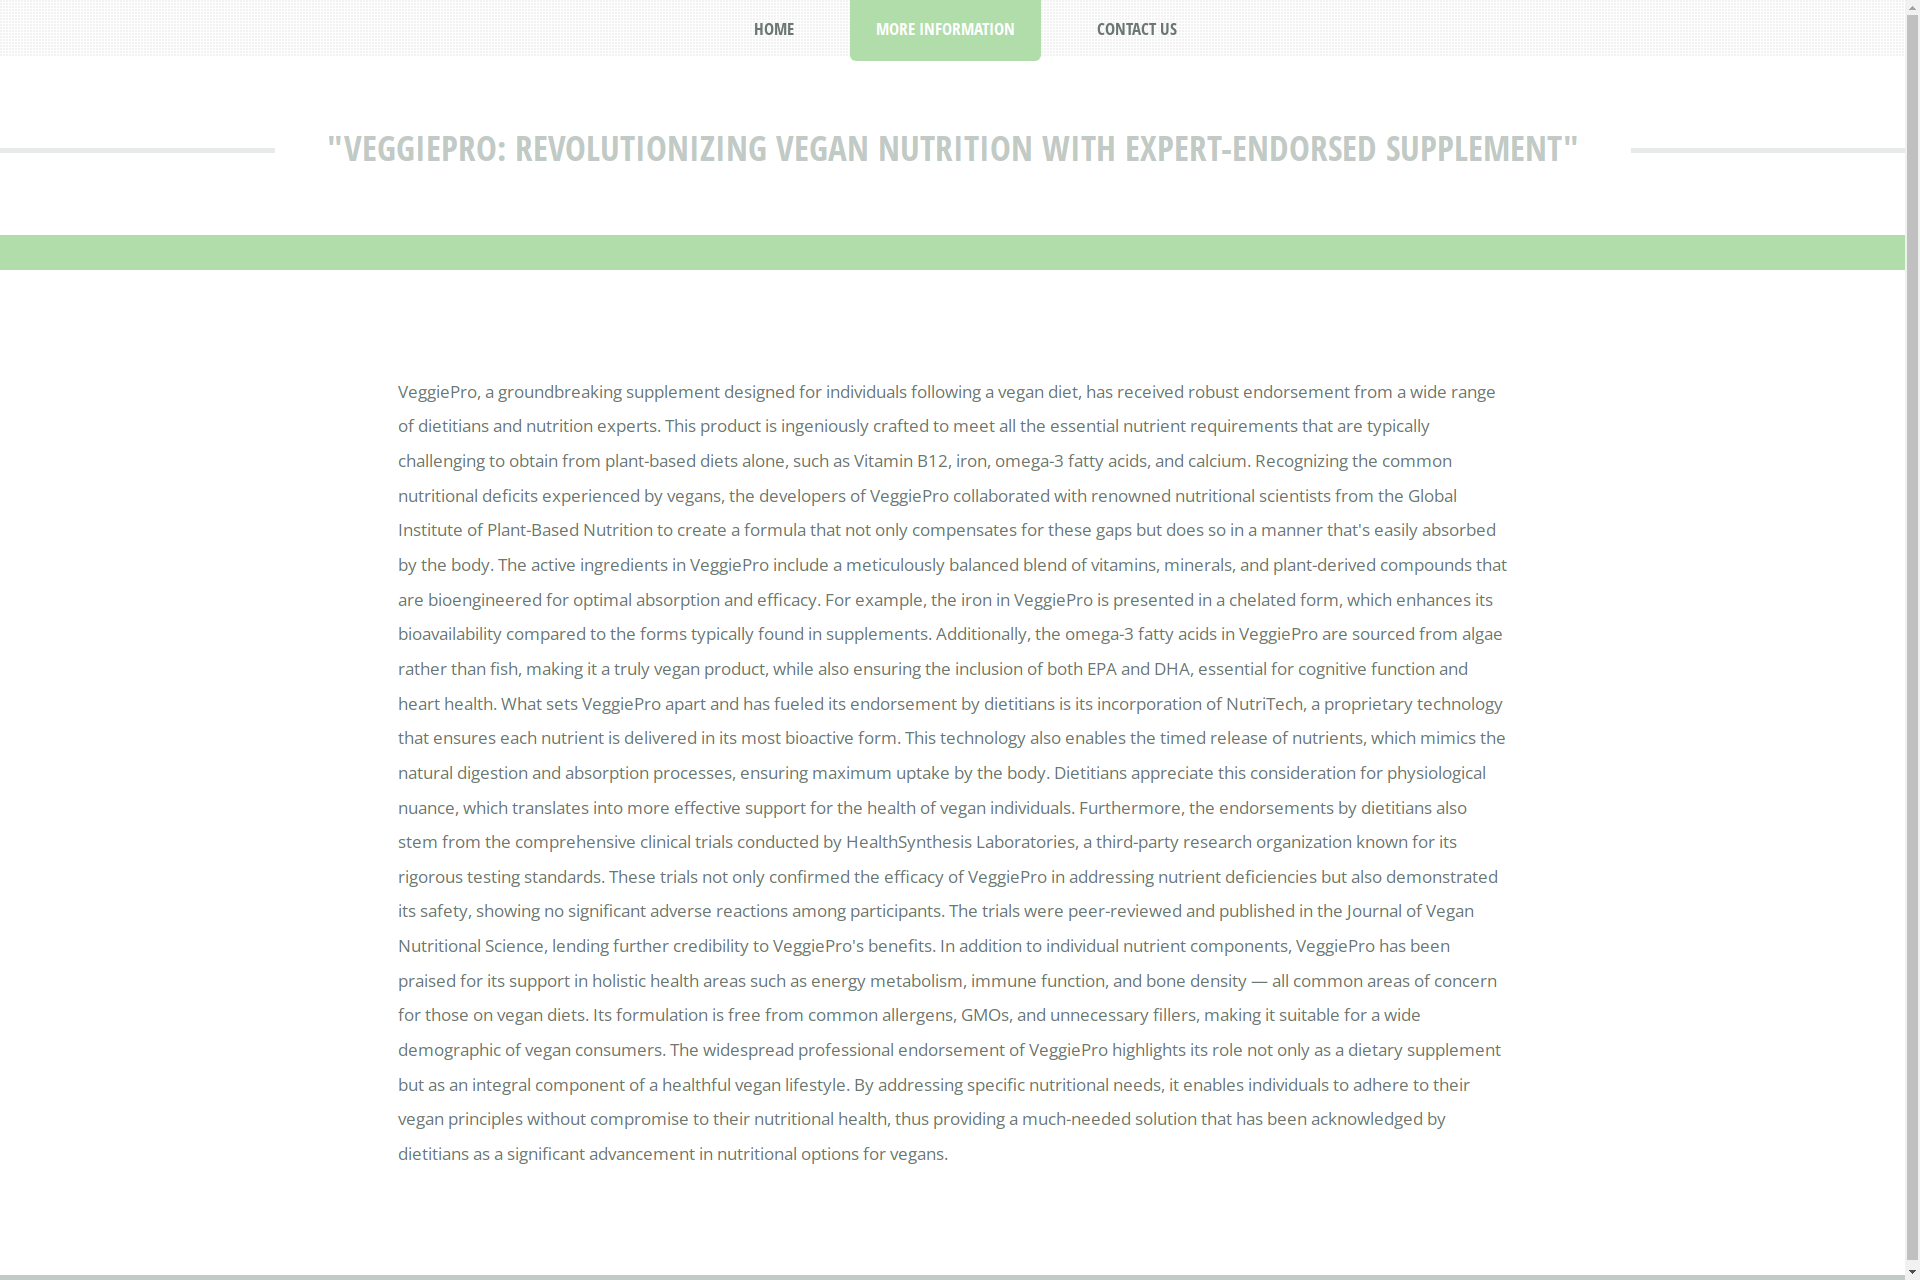 HOME
MORE INFORMATION
CONTACT US
"VEGGIEPRO: REVOLUTIONIZING VEGAN NUTRITION WITH EXPERT-ENDORSED SUPPLEMENT"
VeggiePro, a groundbreaking supplement designed for individuals following a vegan diet, has received robust endorsement from a wide range
of dietitians and nutrition experts. This product is ingeniously crafted to meet all the essential nutrient requirements that are typically
challenging to obtain from plant-based diets alone, such as Vitamin B12, iron, omega-3 fatty acids, and calcium. Recognizing the common
nutritional deficits experienced by vegans, the developers of VeggiePro collaborated with renowned nutritional scientists from the Global
Institute of Plant-Based Nutrition to create a formula that not only compensates for these gaps but does so in a manner that's easily absorbed
by the body. The active ingredients in VeggiePro include a meticulously balanced blend of vitamins, minerals, and plant-derived compounds that
are bioengineered for optimal absorption and efficacy. For example, the iron in VeggiePro is presented in a chelated form, which enhances its
bioavailability compared to the forms typically found in supplements. Additionally, the omega-3 fatty acids in VeggiePro are sourced from algae
rather than fish, making it a truly vegan product, while also ensuring the inclusion of both EPA and DHA, essential for cognitive function and
heart health. What sets VeggiePro apart and has fueled its endorsement by dietitians is its incorporation of NutriTech, a proprietary technology
that ensures each nutrient is delivered in its most bioactive form. This technology also enables the timed release of nutrients, which mimics the
natural digestion and absorption processes, ensuring maximum uptake by the body. Dietitians appreciate this consideration for physiological
nuance, which translates into more effective support for the health of vegan individuals. Furthermore, the endorsements by dietitians also
stem from the comprehensive clinical trials conducted by HealthSynthesis Laboratories, a third-party research organization known for its
rigorous testing standards. These trials not only confirmed the efficacy of VeggiePro in addressing nutrient deficiencies but also demonstrated
its safety, showing no significant adverse reactions among participants. The trials were peer-reviewed and published in the Journal of Vegan
Nutritional Science, lending further credibility to VeggiePro's benefits. In addition to individual nutrient components, VeggiePro has been
praised for its support in holistic health areas such as energy metabolism, immune function, and bone density — all common areas of concern
for those on vegan diets. Its formulation is free from common allergens, GMOs, and unnecessary fillers, making it suitable for a wide
demographic of vegan consumers. The widespread professional endorsement of VeggiePro highlights its role not only as a dietary supplement
but as an integral component of a healthful vegan lifestyle. By addressing specific nutritional needs, it enables individuals to adhere to their
vegan principles without compromise to their nutritional health, thus providing a much-needed solution that has been acknowledged by
dietitians as a significant advancement in nutritional options for vegans.